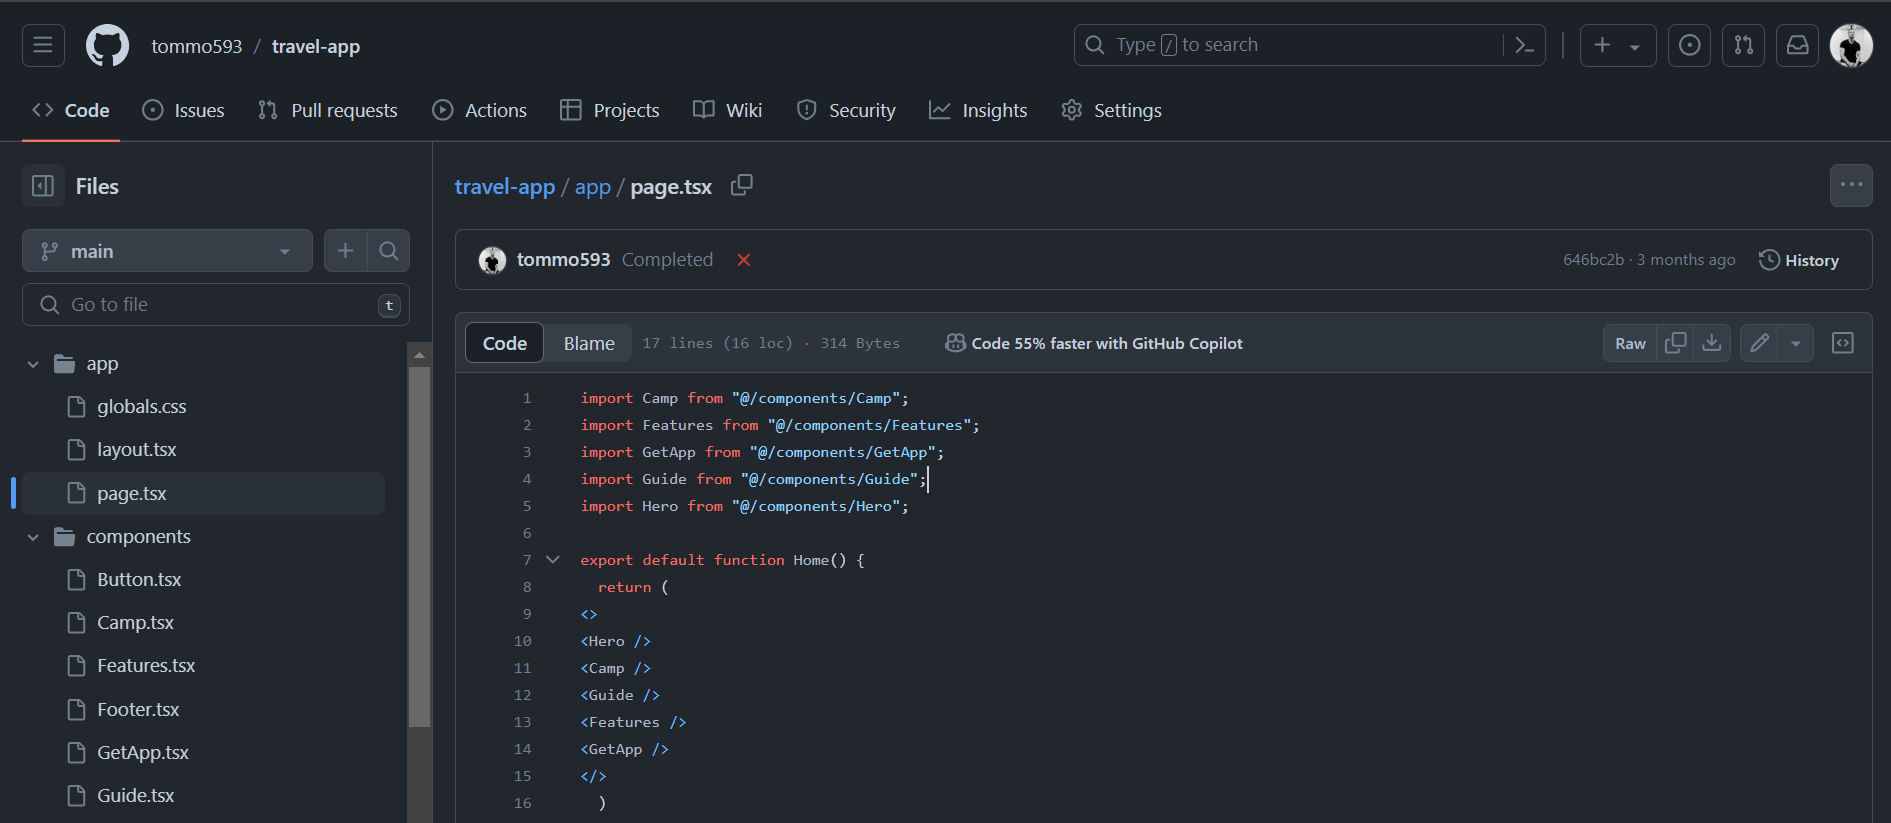 tommo593 / travel-app
Type / to search
Code Issues Pull requests Actions Projects Wiki Security Insights Settings
Files
main
Go to file t
app
globals.css
layout.tsx
page.tsx
components
Button.tsx
Camp.tsx
Features.tsx
Footer.tsx
GetApp.tsx
Guide.tsx
travel-app / app / page.tsx
tommo593 Completed
646bc2b · 3 months ago History
Code Blame 17 lines (16 loc) · 314 Bytes Code 55% faster with GitHub Copilot Raw
1 import Camp from "@/components/Camp";
2 import Features from "@/components/Features";
3 import GetApp from "@/components/GetApp";
4 import Guide from "@/components/Guide";
5 import Hero from "@/components/Hero";
6
7 export default function Home() {
8 return (
9 <>
10 <Hero />
11 <Camp />
12 <Guide />
13 <Features />
14 <GetApp />
15 </>
16 )